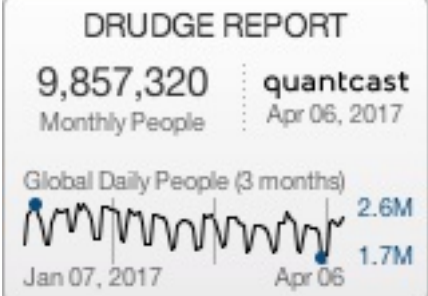 DRUDGE REPORT
9,857,320
Monthly People
quantcast
Apr 06, 2017
Global Daily People (3 months)
2.6M
1.7M
Jan 07, 2017
Apr 06